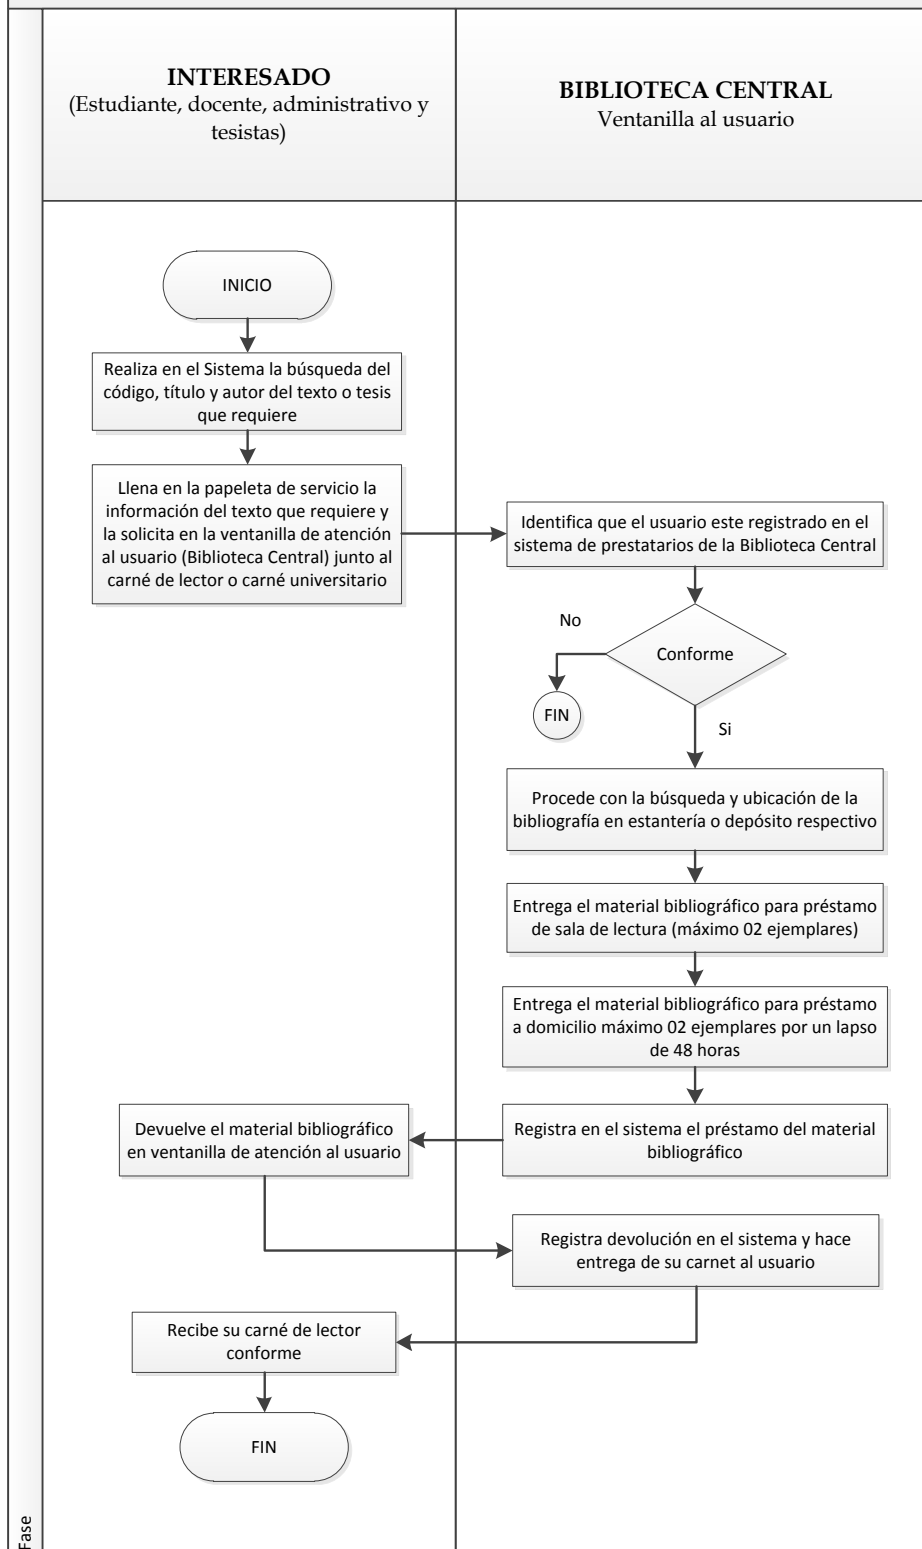 INTERESADO
(Estudiante, docente, administrativo y
tesistas)
BIBLIOTECA CENTRAL
Ventanilla al usuario
INICIO
Realiza en el Sistema la búsqueda del
código, título y autor del texto o tesis
que requiere
Llena en la papeleta de servicio la
información del texto que requiere y
la solicita en la ventanilla de atención
al usuario (Biblioteca Central) junto al
carné de lector o carné universitario
Identifica que el usuario este registrado en el
sistema de prestatarios de la Biblioteca Central
Conforme
No
FIN
Si
Procede con la búsqueda y ubicación de la
bibliografía en estantería o depósito respectivo
Entrega el material bibliográfico para préstamo
de sala de lectura (máximo 02 ejemplares)
Entrega el material bibliográfico para préstamo
a domicilio máximo 02 ejemplares por un lapso
de 48 horas
Registra en el sistema el préstamo del material
bibliográfico
Devuelve el material bibliográfico
en ventanilla de atención al usuario
Registra devolución en el sistema y hace
entrega de su carnet al usuario
Recibe su carné de lector
conforme
FIN
Fase